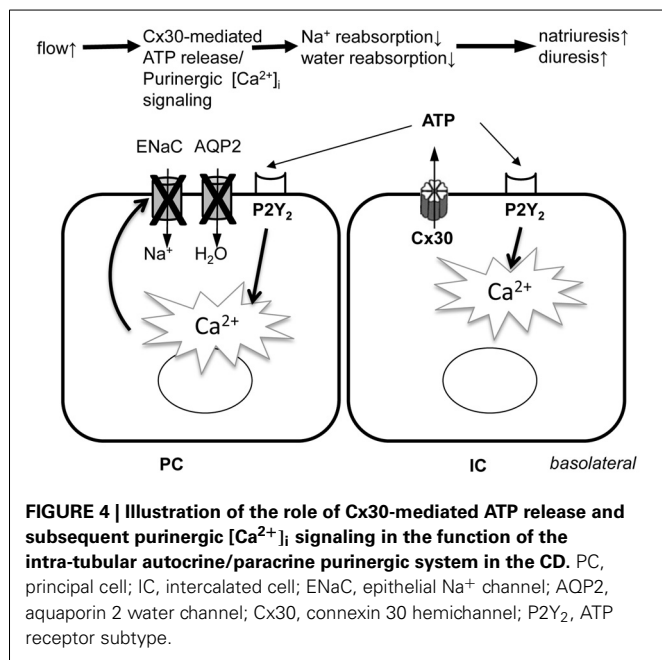 flow↑
Cx30-mediated
ATP release/
Purinergic [Ca²⁺]ᵢ
signaling
Na⁺ reabsorption↓
water reabsorption↓
natriuresis↑
diuresis↑
ATP
ENaC AQP2
P2Y₂
Na⁺ H₂O
Ca²⁺
PC
Cx30
P2Y₂
Ca²⁺
IC
basolateral
FIGURE 4 | Illustration of the role of Cx30-mediated ATP release and
subsequent purinergic [Ca²⁺]ᵢ signaling in the function of the
intra-tubular autocrine/paracrine purinergic system in the CD. PC,
principal cell; IC, intercalated cell; ENaC, epithelial Na⁺ channel; AQP2,
aquaporin 2 water channel; Cx30, connexin 30 hemichannel; P2Y₂, ATP
receptor subtype.